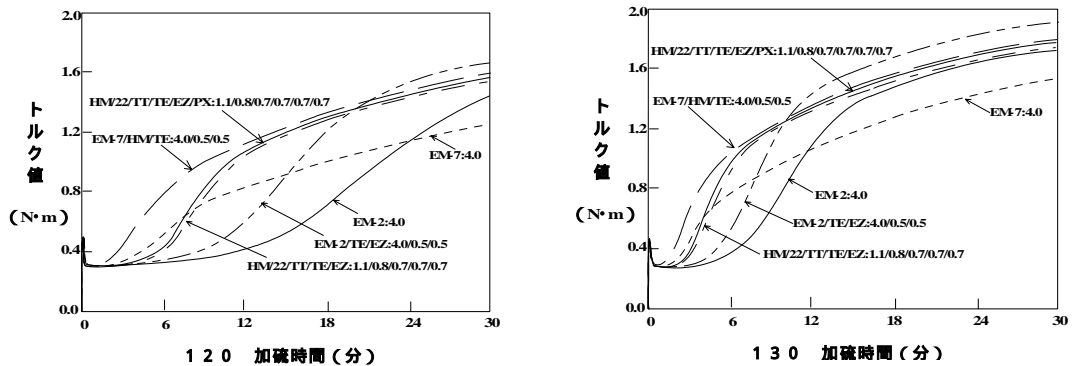 2.0
1.6
HM/22/TT/TE/EZ/PX:1.1/0.8/0.7/0.7/0.7/0.7
EM-7/HM/TE:4.0/0.5/0.5
1.2
トルク値
EM-7:4.0
0.8
(N•m)
EM-2:4.0
EM-2/TE/EZ:4.0/0.5/0.5
0.4
HM/22/TT/TE/EZ:1.1/0.8/0.7/0.7/0.7
0.0
0 6 12 18 24 30
120 加硫時間(分)
2.0
HM/22/TT/TE/EZ/PX:1.1/0.8/0.7/0.7/0.7/0.7
1.6
EM-7/HM/TE:4.0/0.5/0.5
トルク値
EM-7:4.0
1.2
0.8
EM-2:4.0
(N•m)
EM-2/TE/EZ:4.0/0.5/0.5
0.4
HM/22/TT/TE/EZ:1.1/0.8/0.7/0.7/0.7
0.0
0 6 12 18 24 30
130 加硫時間(分)